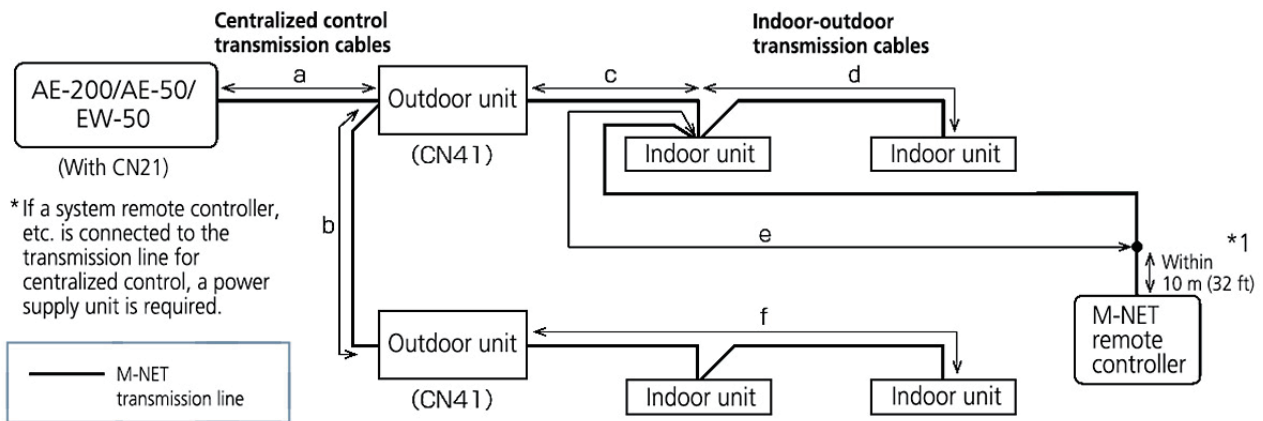 Centralized control
transmission cables
Indoor-outdoor
transmission cables
AE-200/AE-50/
EW-50
(With CN21)
a
Outdoor unit
(CN41)
c
d
Indoor unit
Indoor unit
*If a system remote controller,
etc. is connected to the
transmission line for
centralized control, a power
supply unit is required.
b
e
*1
Within
10 m (32 ft)
M-NET
remote
controller
Outdoor unit
(CN41)
f
Indoor unit
Indoor unit
M-NET
transmission line